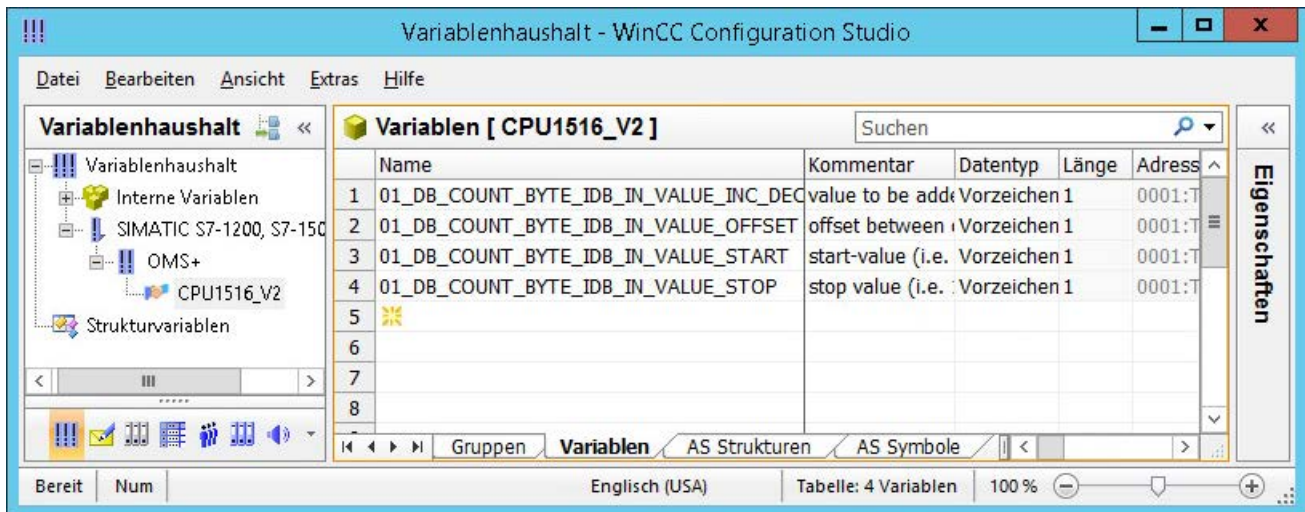 Variablenhaushalt - WinCC Configuration Studio
Datei Bearbeiten Ansicht Extras Hilfe
Variablenhaushalt «
Variablenhaushalt
Interne Variablen
SIMATIC S7-1200, S7-150
OMS+
CPU1516_V2
Strukturvariablen
Variablen [ CPU1516_V2 ] Suchen
Name Kommentar Datentyp Länge Adress
1 01_DB_COUNT_BYTE_IDB_IN_VALUE_INC_DEC value to be adde Vorzeichen 1 0001:T
2 01_DB_COUNT_BYTE_IDB_IN_VALUE_OFFSET offset between Vorzeichen 1 0001:T
3 01_DB_COUNT_BYTE_IDB_IN_VALUE_START start-value (i.e. Vorzeichen 1 0001:T
4 01_DB_COUNT_BYTE_IDB_IN_VALUE_STOP stop value (i.e. Vorzeichen 1 0001:T
5
6
7
8
Gruppen Variablen AS Strukturen AS Symbole
«
Eigenschaften
Bereit Num Englisch (USA) Tabelle: 4 Variablen 100 %